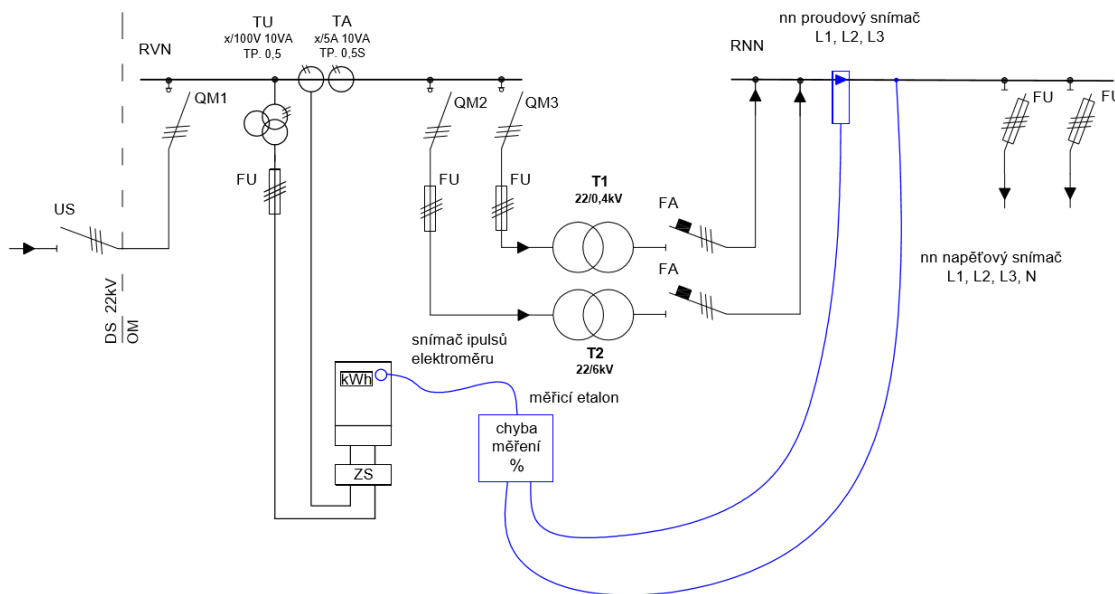 TU
x/100V 10VA
TP. 0,5
TA
x/5A 10VA
TP. 0,5S
nn proudový snímač
L1, L2, L3
RVN
RNN
QM1
QM2
QM3
FU
FU
FU
FU
FU
US
T1
22/0,4kV
FA
FA
nn napěťový snímač
L1, L2, L3, N
DS 22kV
OM
T2
22/6kV
snímač ipulsů
elektroměru
kWh
měřicí etalon
chyba
měření
%
ZS